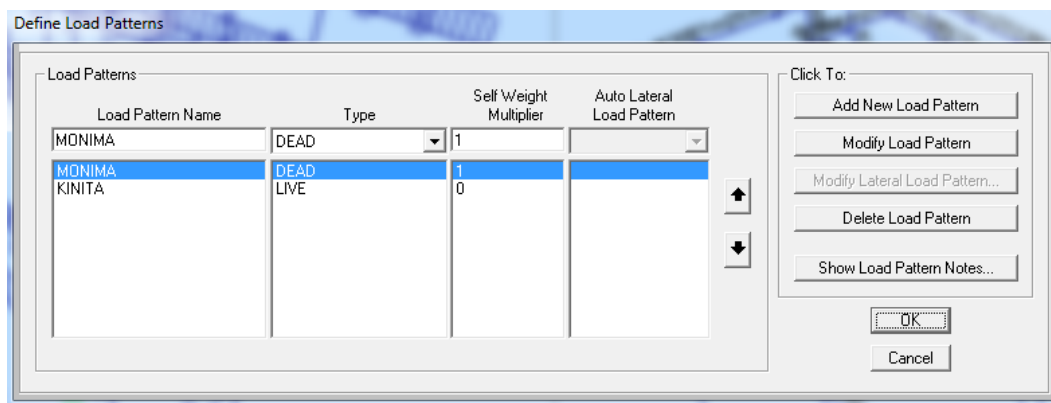 Define Load Patterns
Load Patterns
Click To:
Load Pattern Name
Type
Self Weight
Multiplier
Auto Lateral
Load Pattern
MONIMA
DEAD
1
MONIMA
DEAD
1
KINITA
LIVE
0
Add New Load Pattern
Modify Load Pattern
Modify Lateral Load Pattern...
Delete Load Pattern
Show Load Pattern Notes...
OK
Cancel